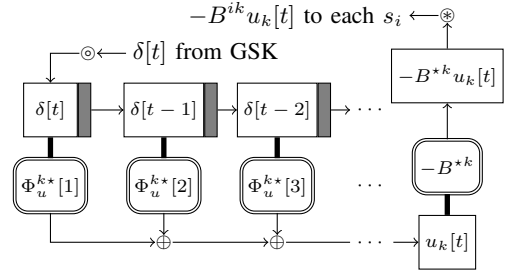 −B^{ik}u_k[t] to each s_i ⊛
δ[t] from GSK
−B^{⋆k}u_k[t]
δ[t] δ[t − 1] δ[t − 2] ⋯
Φ_u^{k⋆}[1] Φ_u^{k⋆}[2] Φ_u^{k⋆}[3] ⋯ −B^{⋆k}
⊕ ⊕ ⋯ u_k[t]